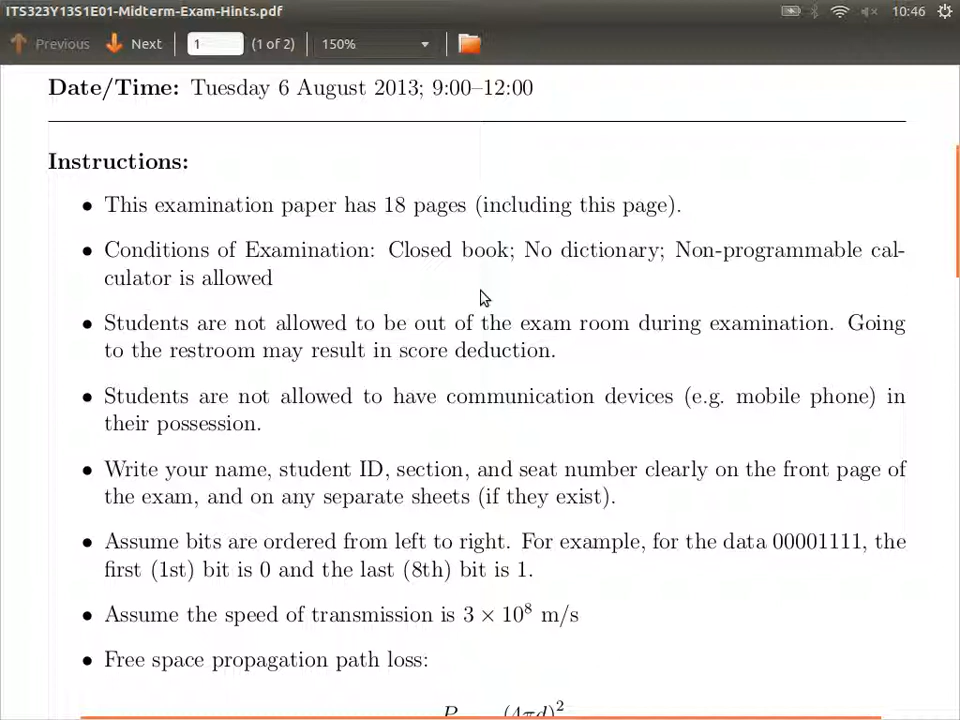 ITS323Y13S1E01-Midterm-Exam-Hints.pdf 10:46
Previous Next 1 (1 of 2) 150%
Date/Time: Tuesday 6 August 2013; 9:00–12:00
Instructions:
• This examination paper has 18 pages (including this page).
• Conditions of Examination: Closed book; No dictionary; Non-programmable cal-
culator is allowed
• Students are not allowed to be out of the exam room during examination. Going
to the restroom may result in score deduction.
• Students are not allowed to have communication devices (e.g. mobile phone) in
their possession.
• Write your name, student ID, section, and seat number clearly on the front page of
the exam, and on any separate sheets (if they exist).
• Assume bits are ordered from left to right. For example, for the data 00001111, the
first (1st) bit is 0 and the last (8th) bit is 1.
• Assume the speed of transmission is 3 × 10⁸ m/s
• Free space propagation path loss: